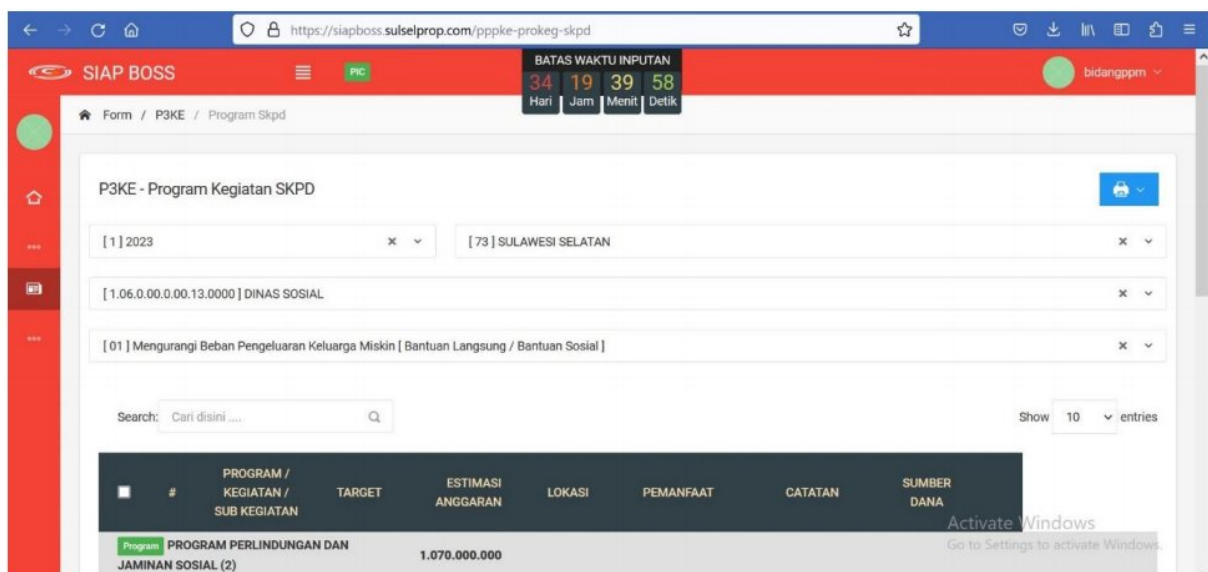 https://siapboss.sulselprop.com/pppke-prokeg-skpd
SIAP BOSS
PIC
BATAS WAKTU INPUTAN
34 19 39 58
Hari Jam Menit Detik
bidangppm
Form / P3KE / Program Skpd
P3KE - Program Kegiatan SKPD
[ 1 ] 2023
[ 73 ] SULAWESI SELATAN
[ 1.06.0.00.0.00.13.0000 ] DINAS SOSIAL
[ 01 ] Mengurangi Beban Pengeluaran Keluarga Miskin [ Bantuan Langsung / Bantuan Sosial ]
Search: Cari disini ....
Show 10 entries
# PROGRAM / KEGIATAN / SUB KEGIATAN TARGET ESTIMASI ANGGARAN LOKASI PEMANFAAT CATATAN SUMBER DANA
Activate Windows
Go to Settings to activate Windows.
Program PROGRAM PERLINDUNGAN DAN
JAMINAN SOSIAL (2)
1.070.000.000